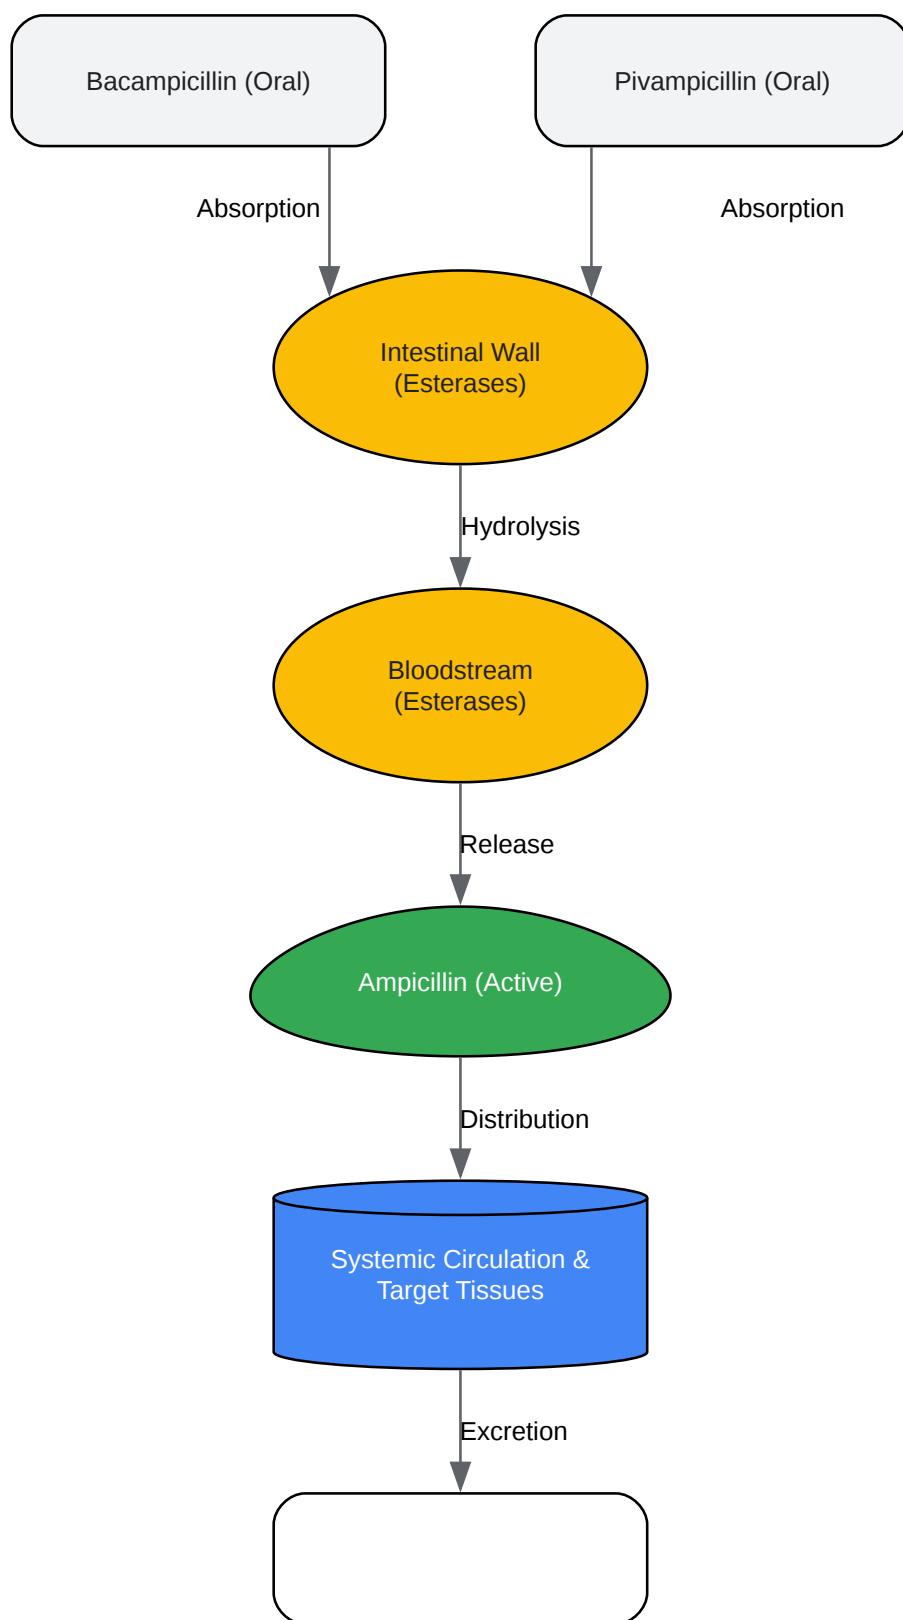 Bacampicillin (Oral)
Pivampicillin (Oral)
Absorption
Absorption
Intestinal Wall
(Esterases)
Hydrolysis
Bloodstream
(Esterases)
Release
Ampicillin (Active)
Distribution
Systemic Circulation &
Target Tissues
Excretion